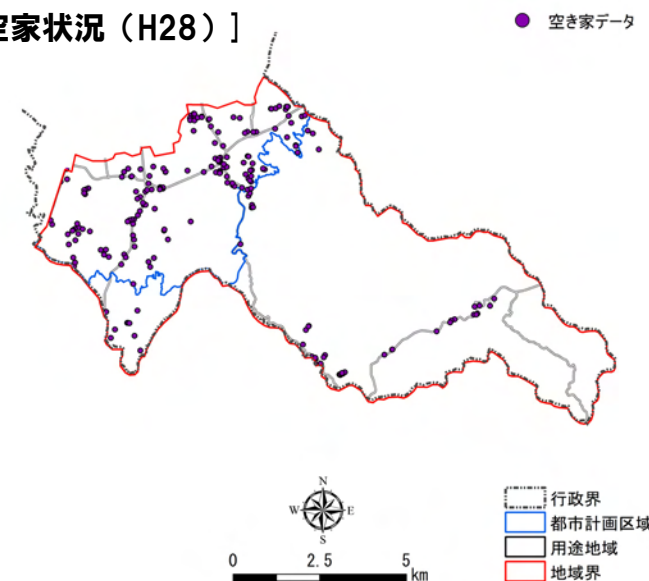 空家状況（H28）]
空き家データ
N
W E
S
0 2.5 5
km
行政界
都市計画区域
用途地域
地域界